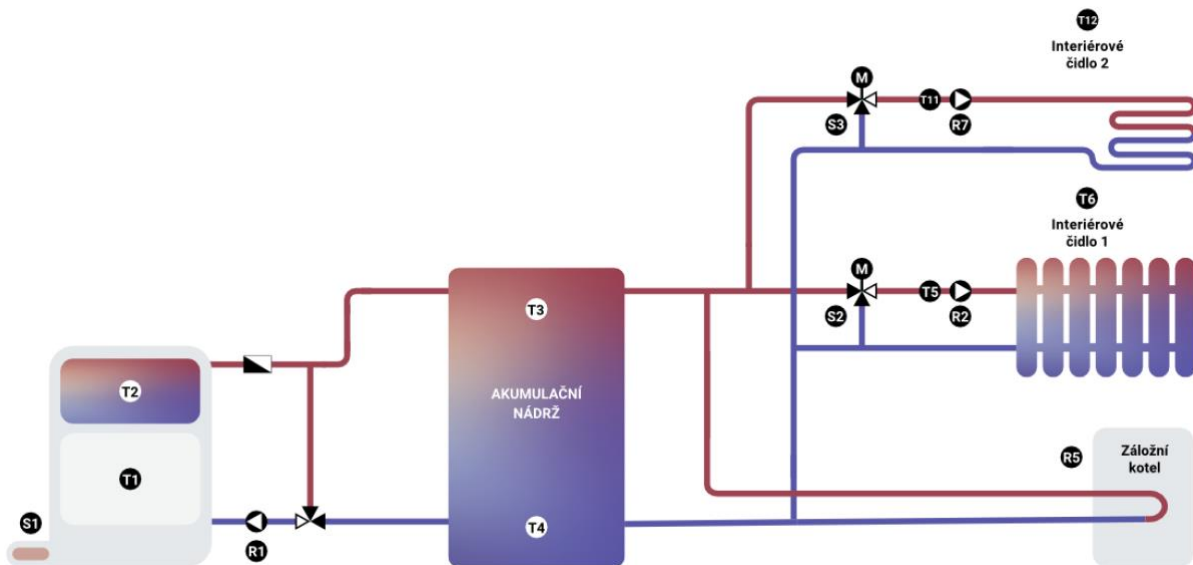 T12
Interiérové
čidlo 2
M
T11
S3
R7
T6
Interiérové
čidlo 1
M
T3
T5
S2
R2
T2
AKUMULAČNÍ
NÁDRŽ
T1
R5
Záložní
kotel
S1
T4
R1